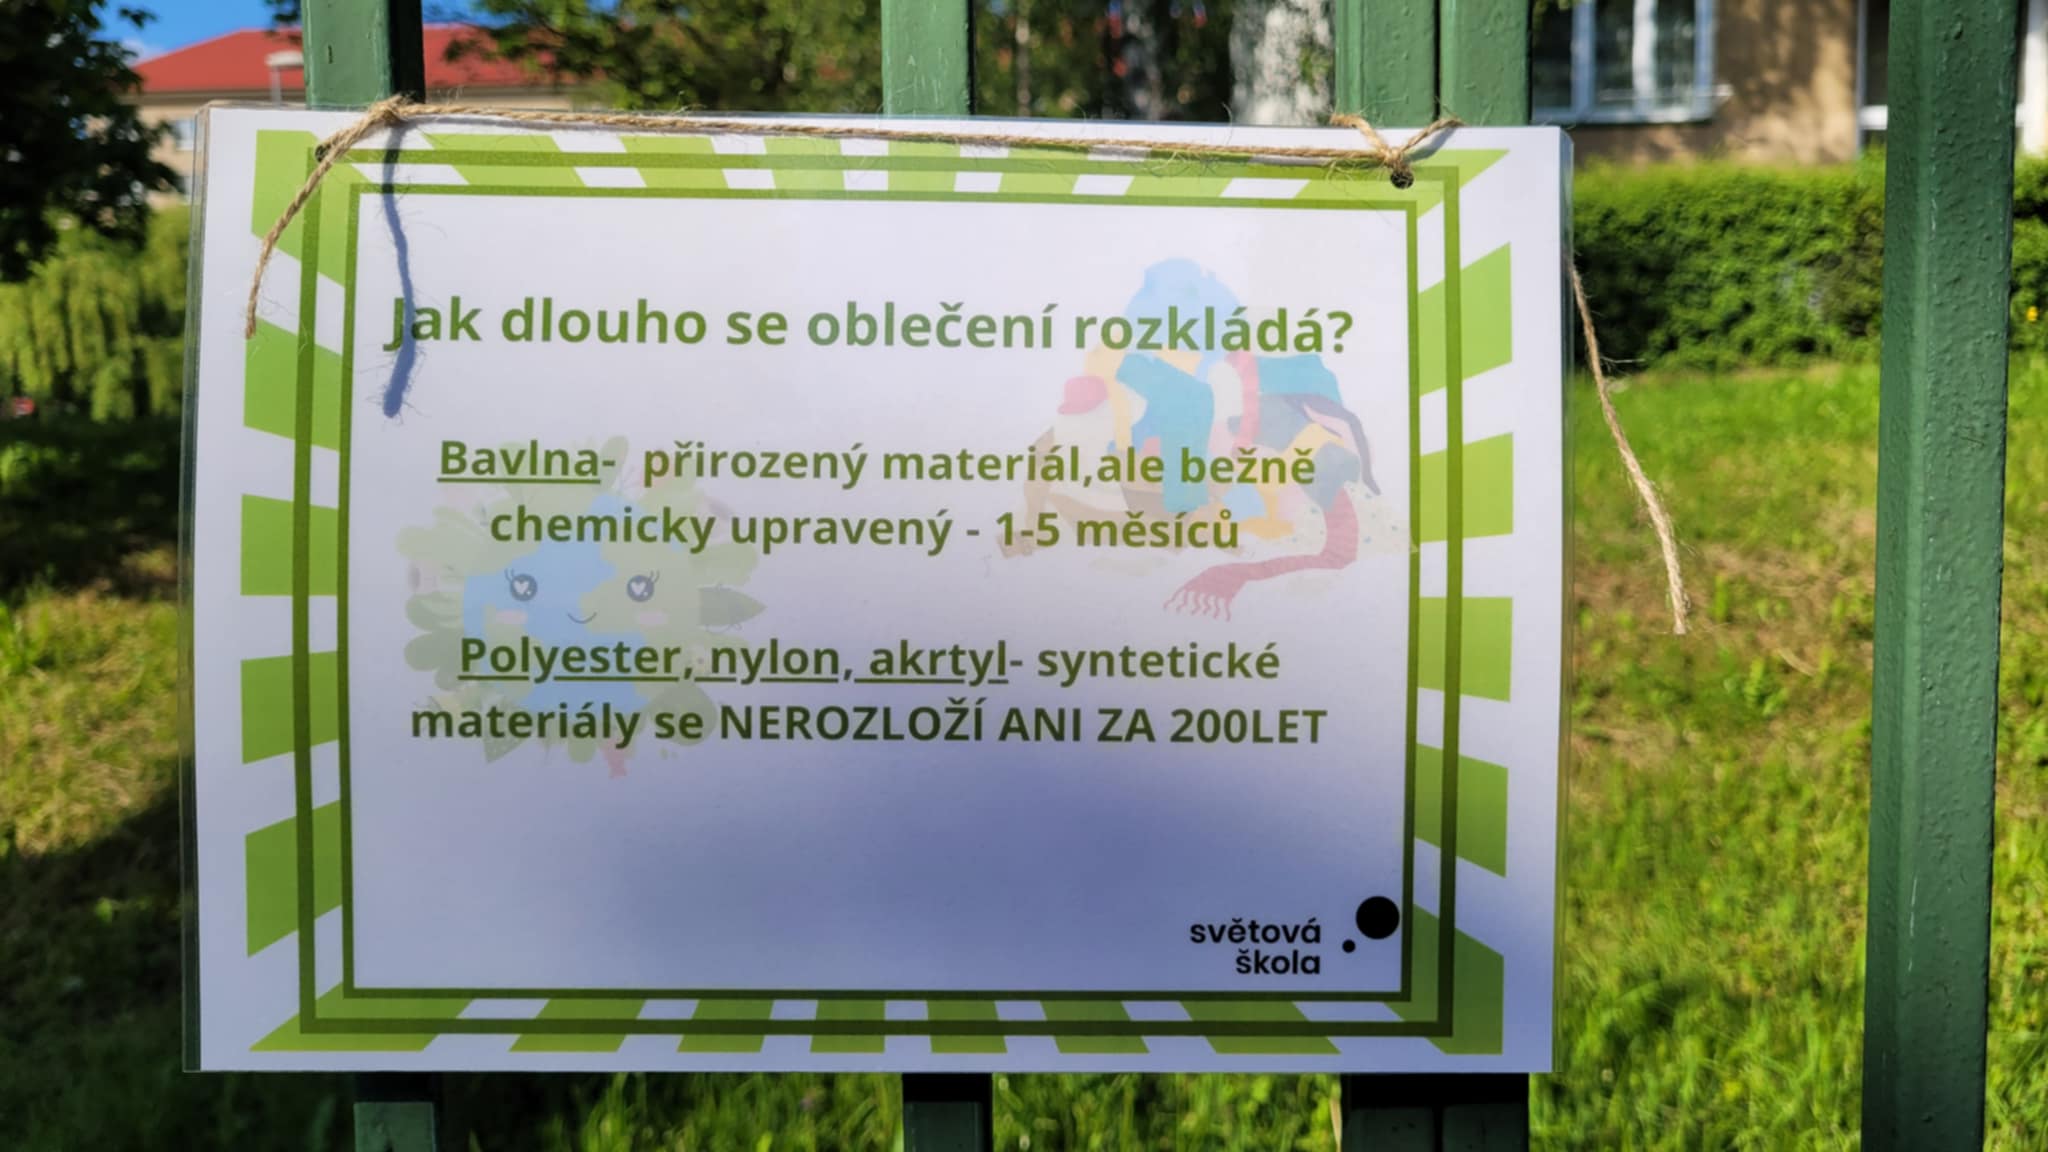 Jak dlouho se oblečení rozkládá?
Bavlna-  přirozený materiál,ale bežně
chemicky upravený - 1-5 měsíců
Polyester, nylon, akrtyl- syntetické
materiály se NEROZLOŽÍ ANI ZA 200LET
světová
škola